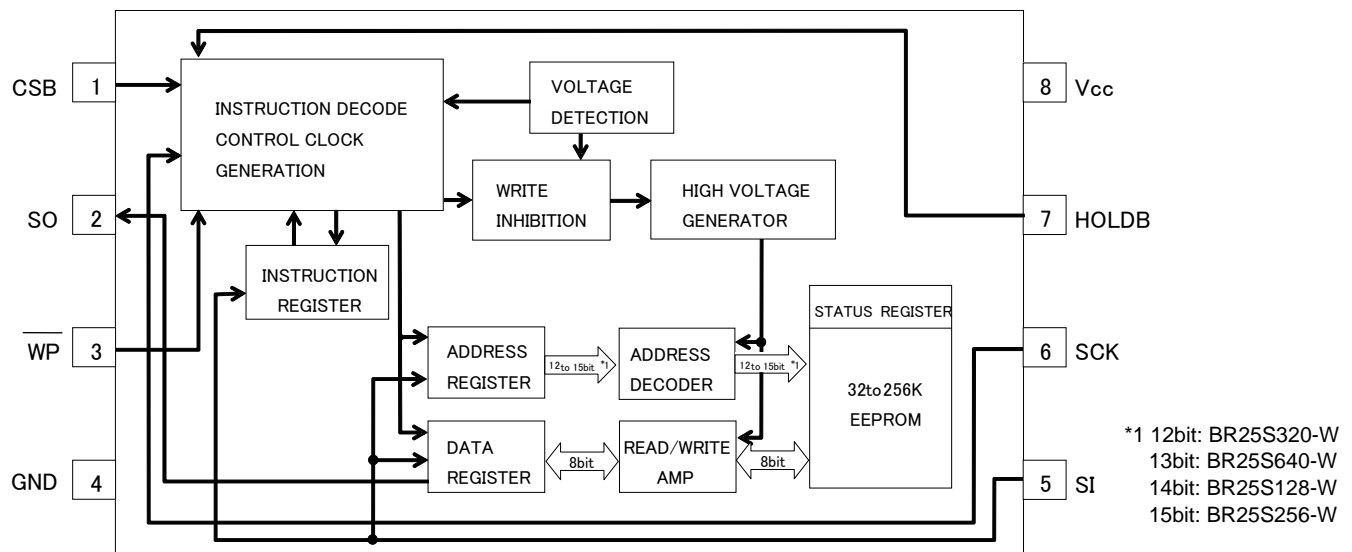 CSB 1
SO 2
WP 3
GND 4
INSTRUCTION DECODE
CONTROL CLOCK
GENERATION
VOLTAGE
DETECTION
WRITE
INHIBITION
HIGH VOLTAGE
GENERATOR
INSTRUCTION
REGISTER
ADDRESS
REGISTER
12to 15bit *1
ADDRESS
DECODER
12to 15bit *1
STATUS REGISTER
32to256K
EEPROM
DATA
REGISTER
8bit
READ/WRITE
AMP
8bit
8 Vcc
7 HOLDB
6 SCK
5 SI
*1 12bit: BR25S320-W
13bit: BR25S640-W
14bit: BR25S128-W
15bit: BR25S256-W